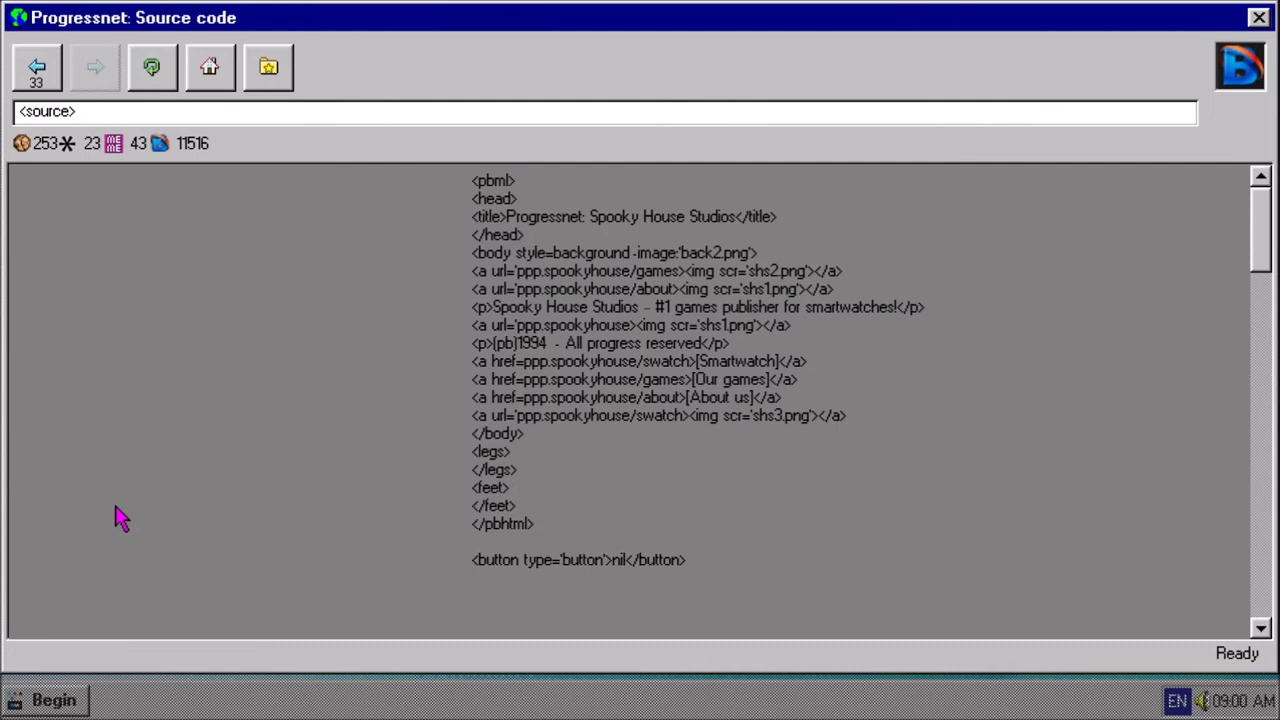 Progressnet: Source code
33
<source>
253 23 ME ME 43 11516
<pbml>
<head>
<title>Progressnet: Spooky House Studios</title>
</head>
<body style=background-image:'back2.png'>
<a url='ppp.spookyhouse/games><img scr='shs2.png'></a>
<a url='ppp.spookyhouse/about><img scr='shs1.png'></a>
<p>Spooky House Studios - #1 games publisher for smartwatches!</p>
<a url='ppp.spookyhouse><img scr='shs1.png'></a>
<p>(pb)1994 - All progress reserved</p>
<a href=ppp.spookyhouse/swatch>[Smartwatch]</a>
<a href=ppp.spookyhouse/games>[Our games]</a>
<a href=ppp.spookyhouse/about>[About us]</a>
<a url='ppp.spookyhouse/swatch><img scr='shs3.png'></a>
</body>
<legs>
</legs>
<feet>
</feet>
</pbhtml>
<button type='button'>nil</button>
Ready
Begin
EN 09:00 AM